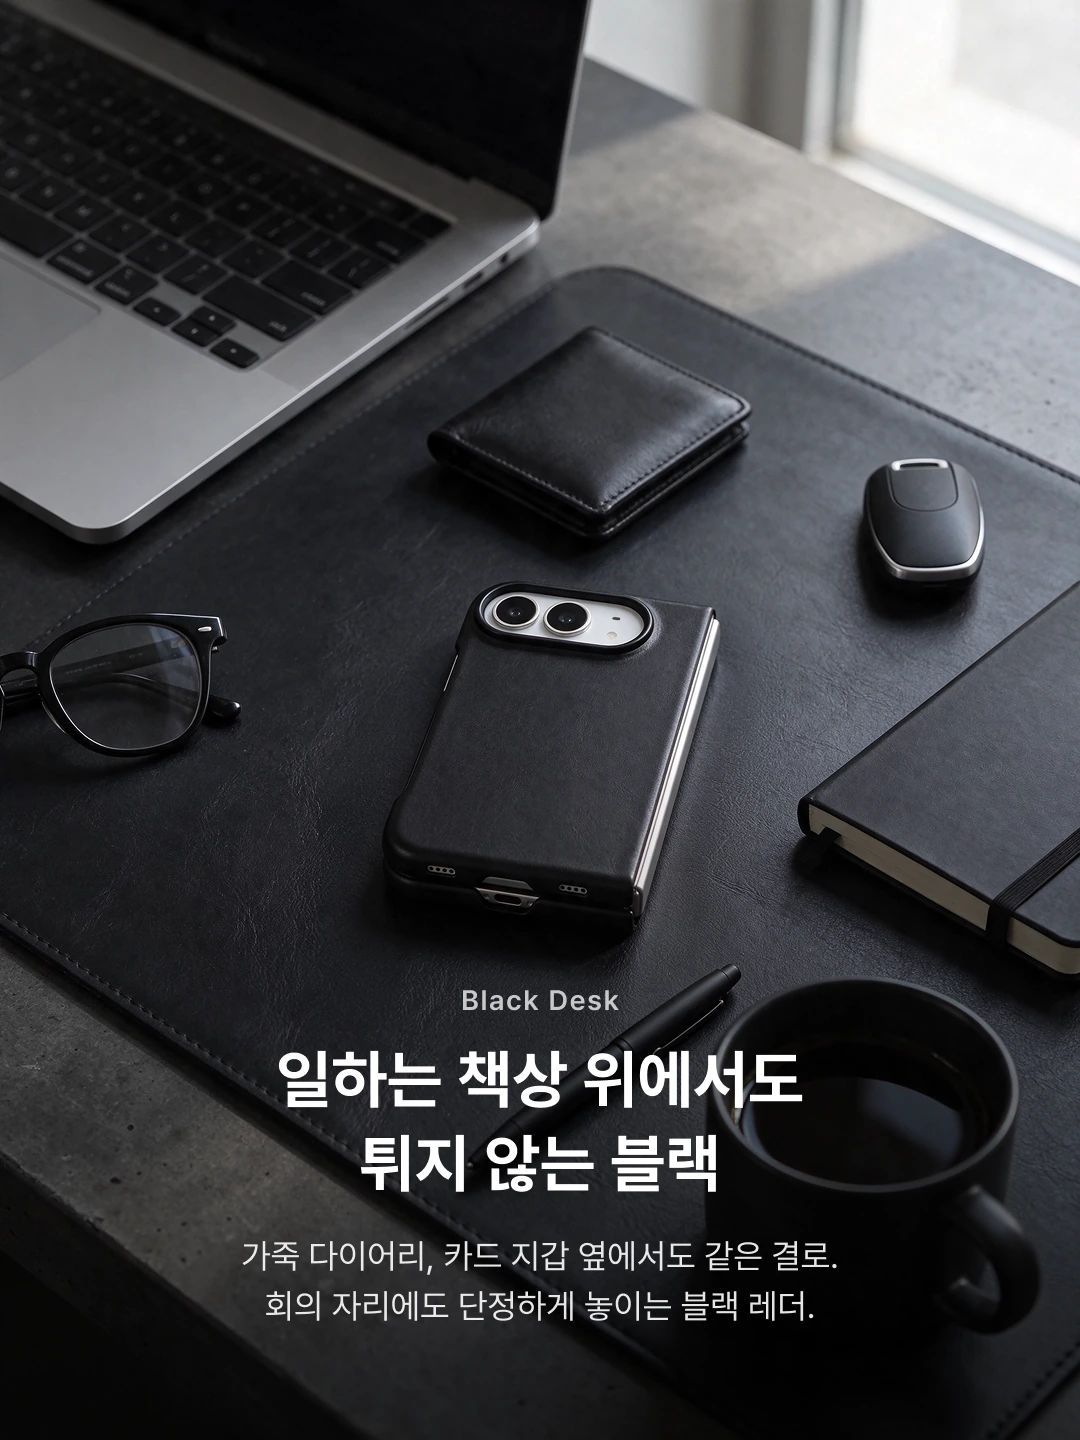 Black Desk
일하는 책상 위에서도
튀지 않는 블랙
가죽 다이어리, 카드 지갑 옆에서도 같은 결로.
회의 자리에도 단정하게 놓이는 블랙 레더.